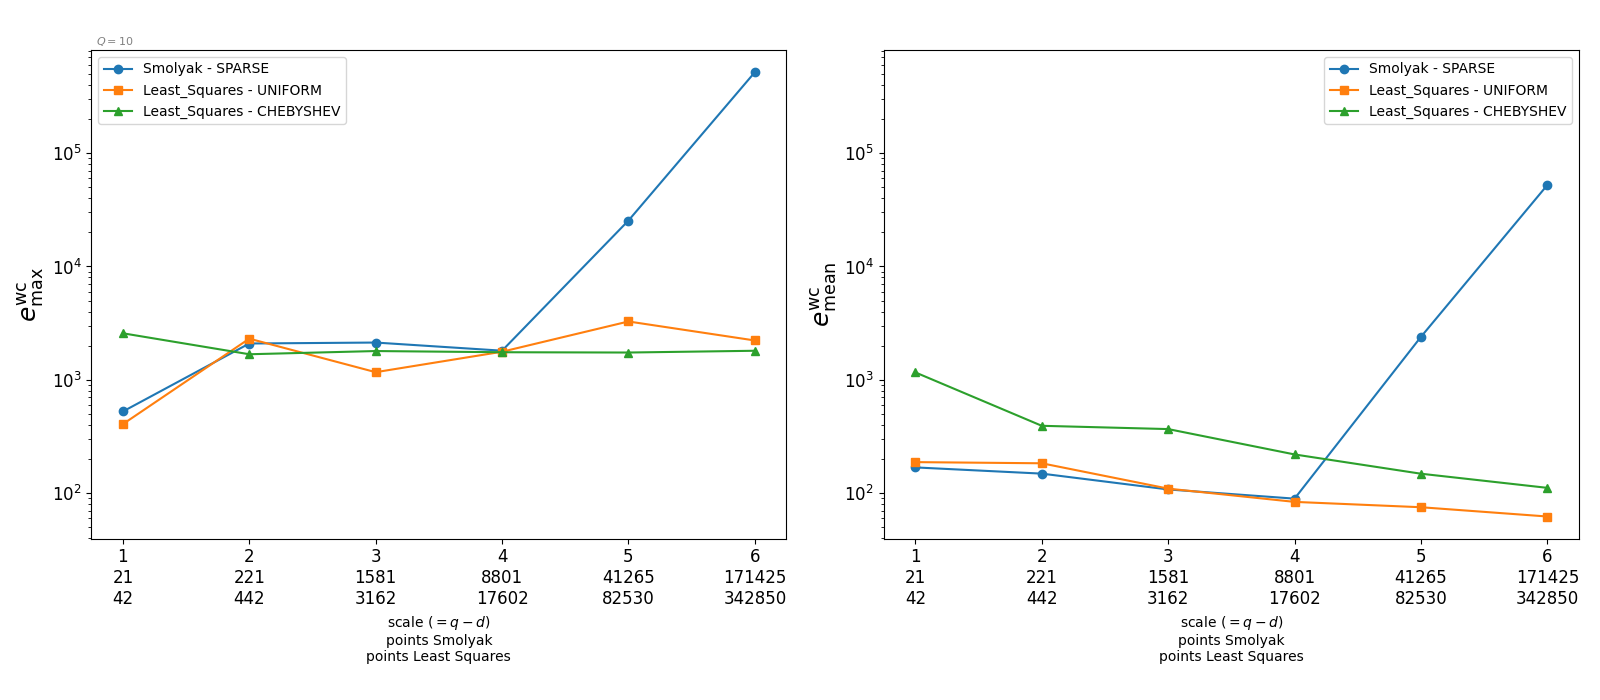 Q = 10
Smolyak - SPARSE
Least_Squares - UNIFORM
Least_Squares - CHEBYSHEV
10^5
10^4
10^3
10^2
e_max^wc
1 2 3 4 5 6
21 221 1581 8801 41265 171425
42 442 3162 17602 82530 342850
scale (= q − d)
points Smolyak
points Least Squares
Smolyak - SPARSE
Least_Squares - UNIFORM
Least_Squares - CHEBYSHEV
10^5
10^4
10^3
10^2
e_mean^wc
1 2 3 4 5 6
21 221 1581 8801 41265 171425
42 442 3162 17602 82530 342850
scale (= q − d)
points Smolyak
points Least Squares